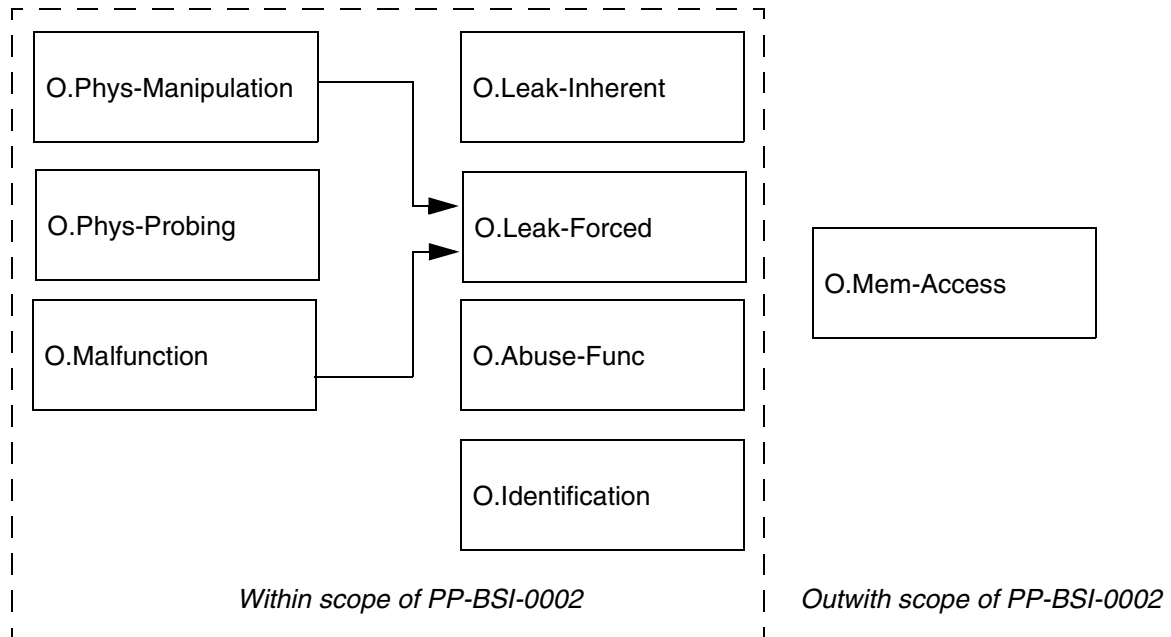 O.Phys-Manipulation
O.Leak-Inherent
O.Phys-Probing
O.Leak-Forced
O.Mem-Access
O.Malfunction
O.Abuse-Func
O.Identification
Within scope of PP-BSI-0002
Outwith scope of PP-BSI-0002